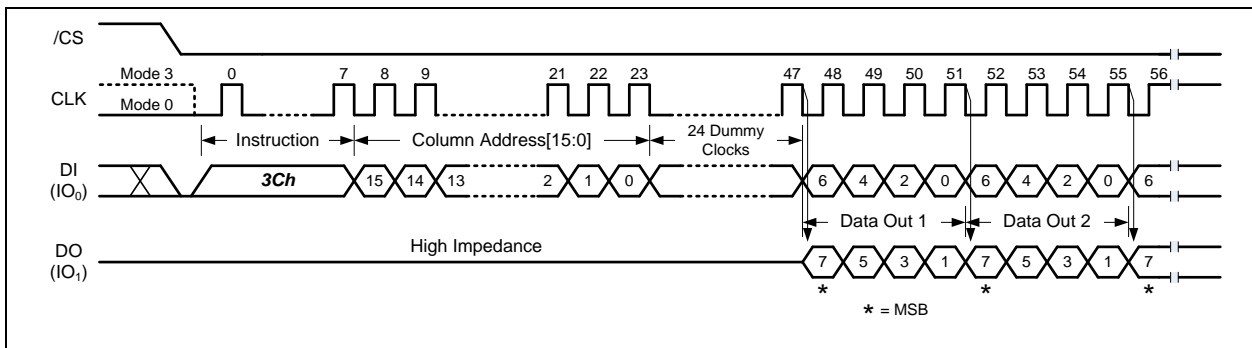 /CS
Mode 3
0 7 8 9 21 22 23 47 48 49 50 51 52 53 54 55 56
CLK
Mode 0
Instruction Column Address[15:0] 24 Dummy Clocks
DI
(IO0)
3Ch 15 14 13 2 1 0 6 4 2 0 6 4 2 0 6
Data Out 1 Data Out 2
High Impedance
DO
(IO1)
7 5 3 1 7 5 3 1 7
* * *
* = MSB